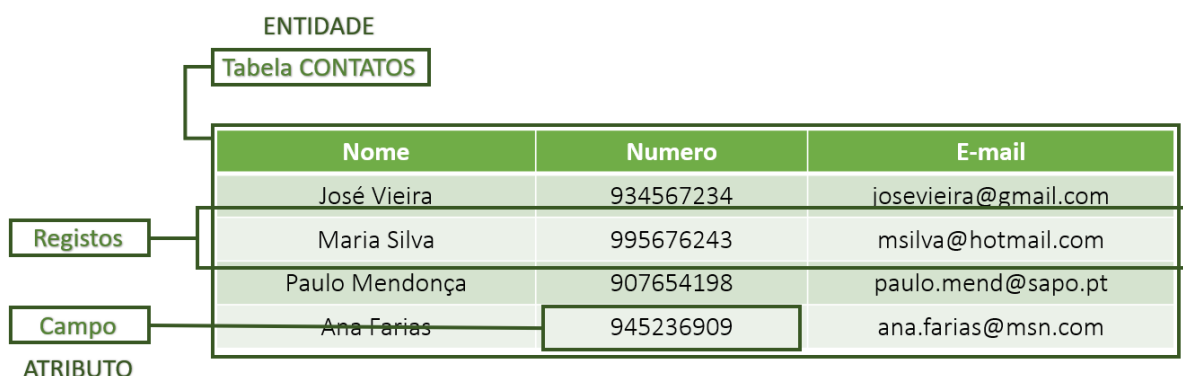 ENTIDADE
Tabela CONTATOS
Nome Numero E-mail
José Vieira 934567234 josevieira@gmail.com
Registos Maria Silva 995676243 msilva@hotmail.com
Paulo Mendonça 907654198 paulo.mend@sapo.pt
Campo Ana Farias 945236909 ana.farias@msn.com
ATRIBUTO